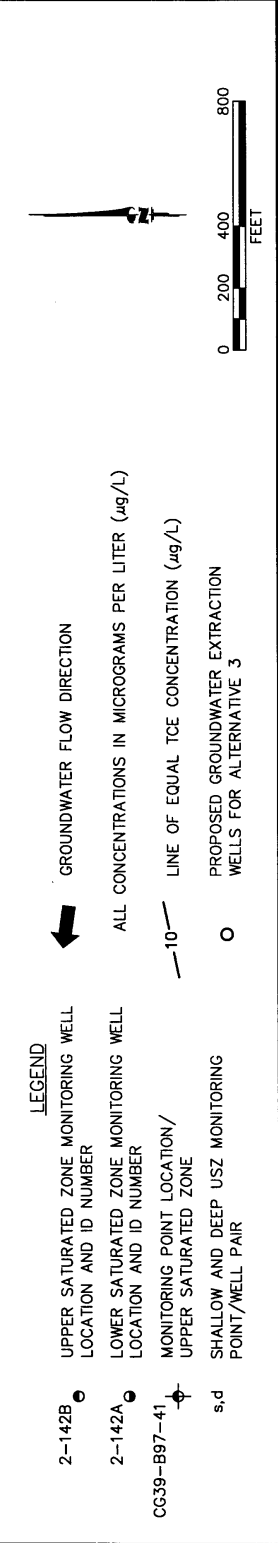 LEGEND
2-142B
UPPER SATURATED ZONE MONITORING WELL
LOCATION AND ID NUMBER
2-142A
LOWER SATURATED ZONE MONITORING WELL
LOCATION AND ID NUMBER
CG39-B97-41
MONITORING POINT LOCATION/
UPPER SATURATED ZONE
s,d
SHALLOW AND DEEP USZ MONITORING
POINT/WELL PAIR
GROUNDWATER FLOW DIRECTION
ALL CONCENTRATIONS IN MICROGRAMS PER LITER (µg/L)
10
LINE OF EQUAL TCE CONCENTRATION (µg/L)
PROPOSED GROUNDWATER EXTRACTION
WELLS FOR ALTERNATIVE 3
N
0 200 400 800
FEET